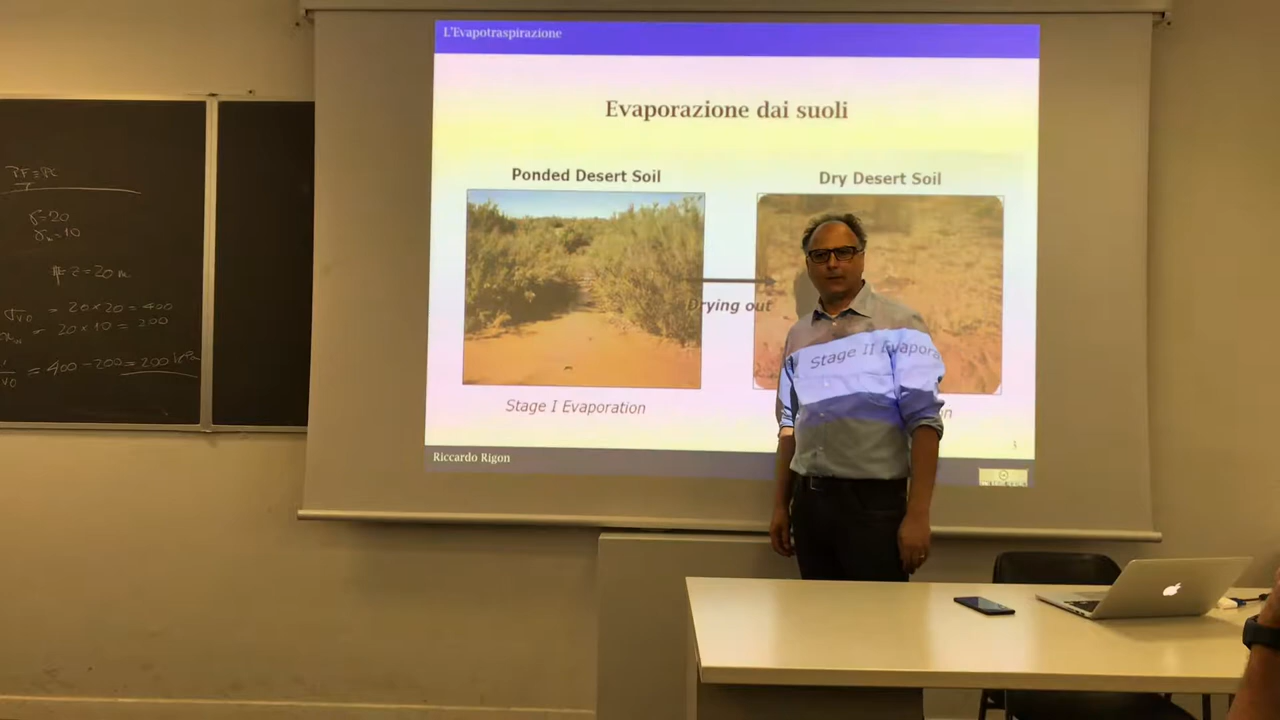 L'Evapotraspirazione
Evaporazione dai suoli
Ponded Desert Soil
Dry Desert Soil
Drying out
Stage II Evapora
Stage I Evaporation
on
Riccardo Rigon
γ=20
γw=10
z=20 m
= 20×20=400
= 20×10=200
= 400-200=200 kPa